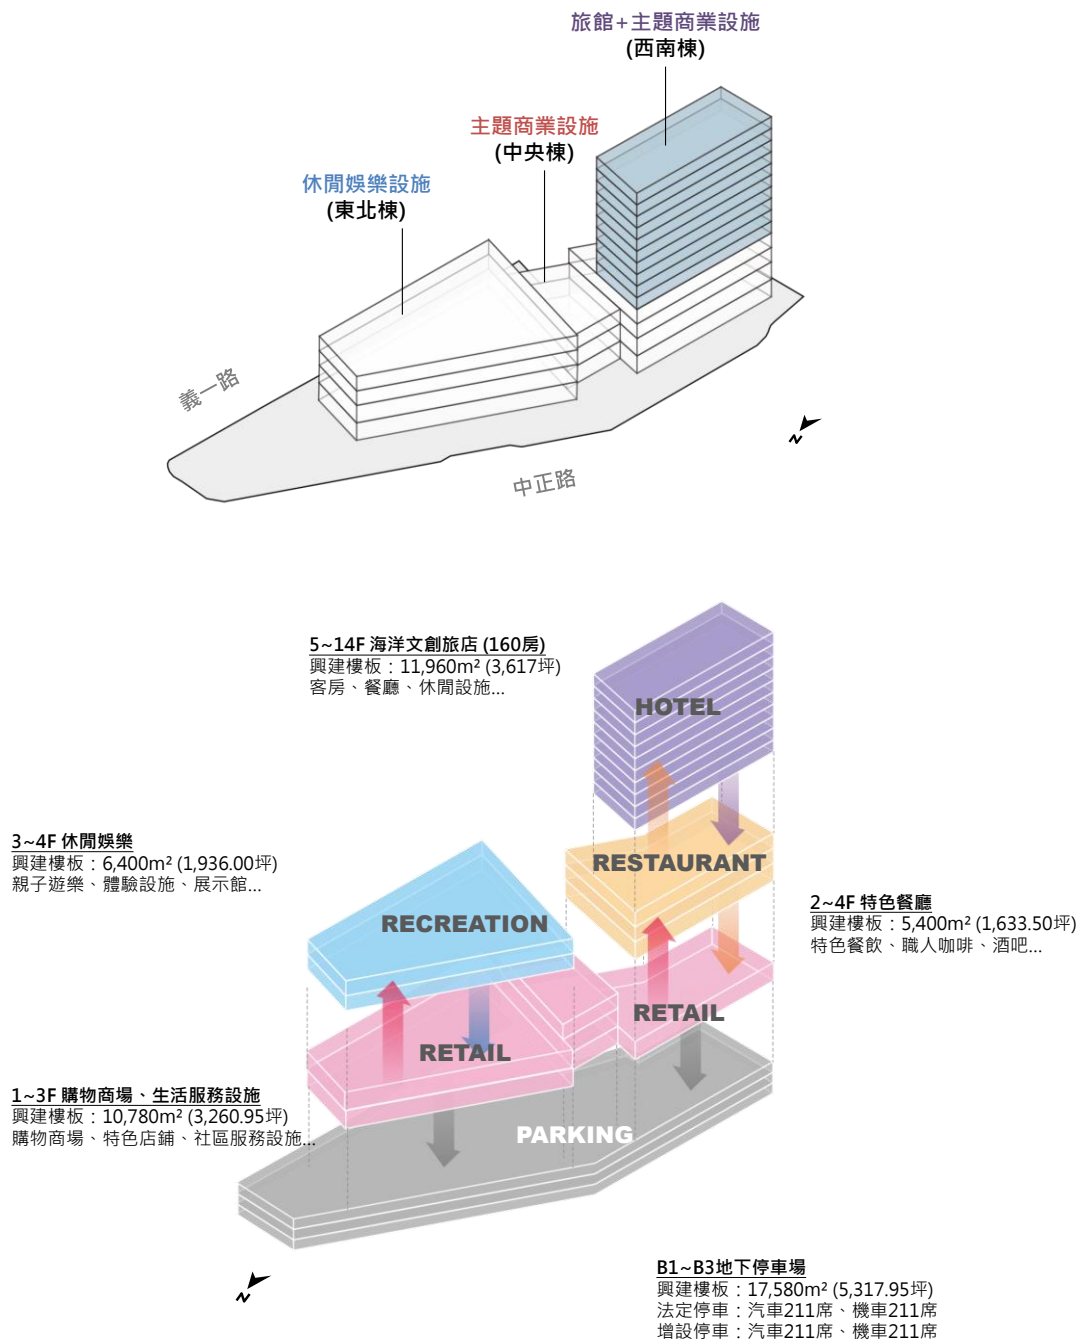 旅館+主題商業設施
(西南棟)
主題商業設施
(中央棟)
休閒娛樂設施
(東北棟)
義一路
中正路
N
5~14F 海洋文創旅店 (160房)
興建樓板：11,960m² (3,617坪)
客房、餐廳、休閒設施...
HOTEL
3~4F 休閒娛樂
興建樓板：6,400m² (1,936.00坪)
親子遊樂、體驗設施、展示館...
RESTAURANT
RECREATION
2~4F 特色餐廳
興建樓板：5,400m² (1,633.50坪)
特色餐飲、職人咖啡、酒吧...
RETAIL
RETAIL
1~3F 購物商場、生活服務設施
興建樓板：10,780m² (3,260.95坪)
購物商場、特色店鋪、社區服務設施...
PARKING
N
B1~B3地下停車場
興建樓板：17,580m² (5,317.95坪)
法定停車：汽車211席、機車211席
增設停車：汽車211席、機車211席